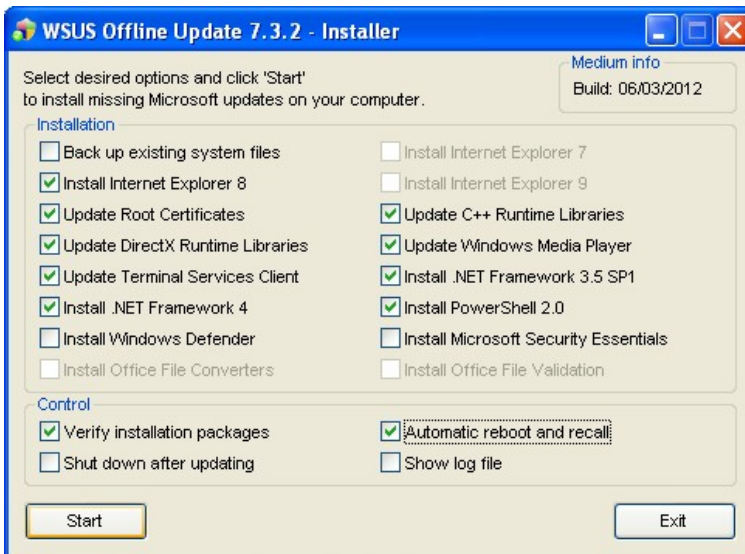 WSUS Offline Update 7.3.2 - Installer
Select desired options and click 'Start'
to install missing Microsoft updates on your computer.
Medium info
Build: 06/03/2012
Installation
Back up existing system files
Install Internet Explorer 7
Install Internet Explorer 8
Install Internet Explorer 9
Update Root Certificates
Update C++ Runtime Libraries
Update DirectX Runtime Libraries
Update Windows Media Player
Update Terminal Services Client
Install .NET Framework 3.5 SP1
Install .NET Framework 4
Install PowerShell 2.0
Install Windows Defender
Install Microsoft Security Essentials
Install Office File Converters
Install Office File Validation
Control
Verify installation packages
Automatic reboot and recall
Shut down after updating
Show log file
Start
Exit